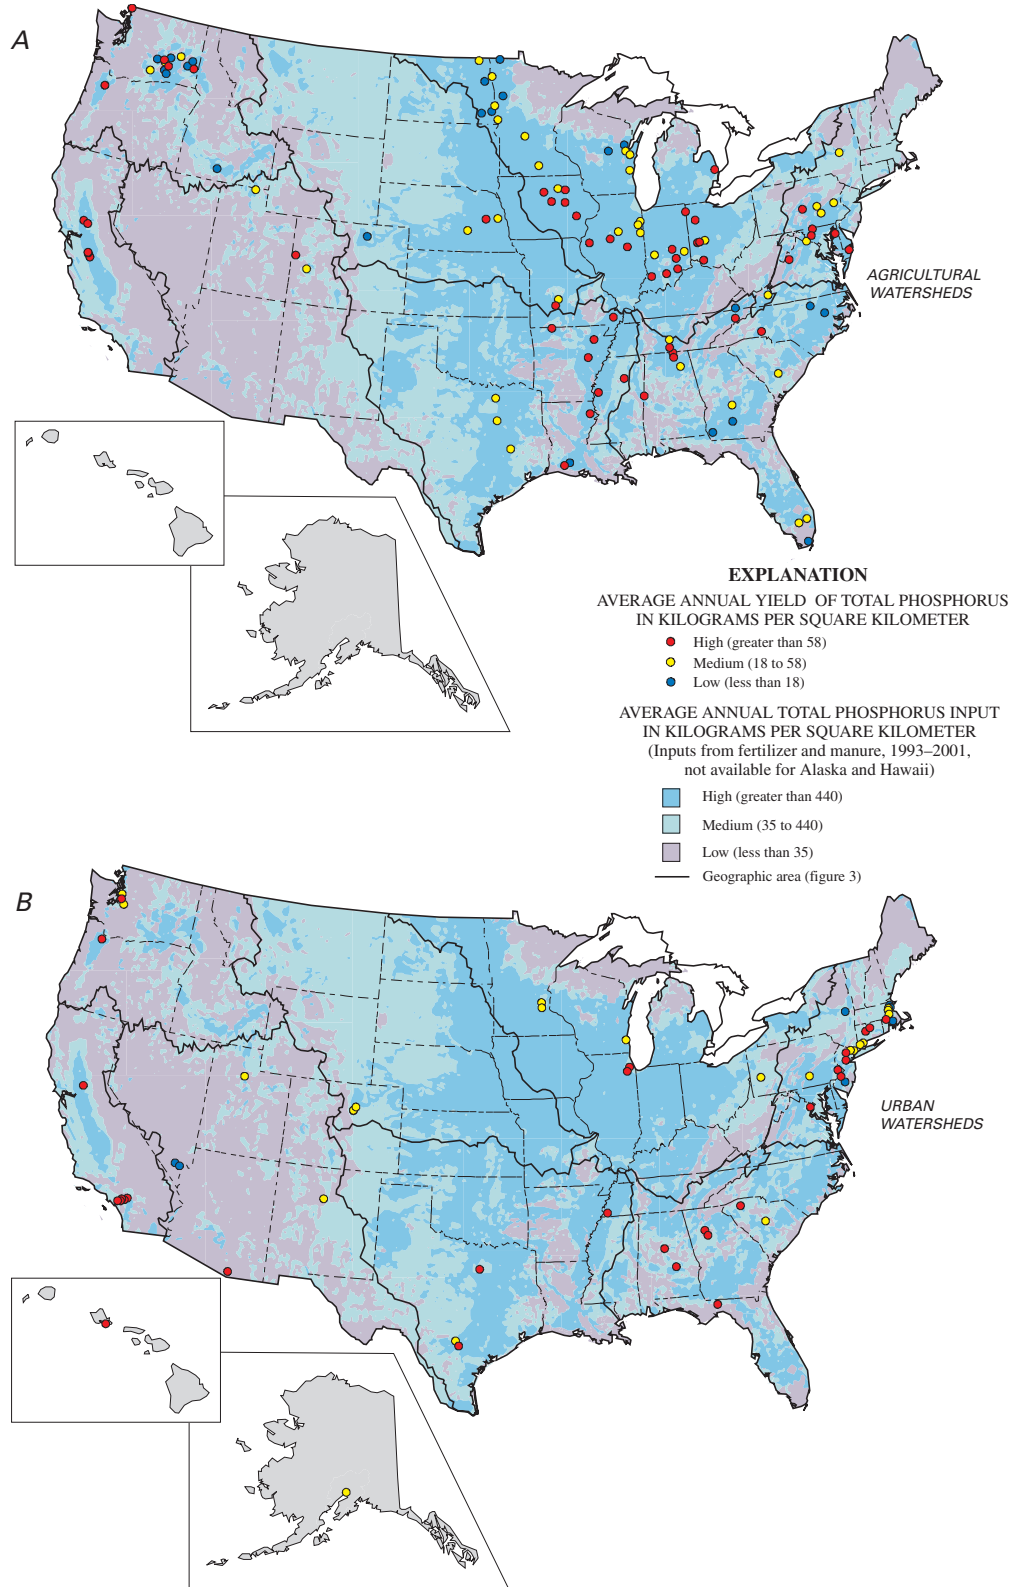 A
AGRICULTURAL
WATERSHEDS
EXPLANATION
AVERAGE ANNUAL YIELD OF TOTAL PHOSPHORUS
IN KILOGRAMS PER SQUARE KILOMETER
High (greater than 58)
Medium (18 to 58)
Low (less than 18)
AVERAGE ANNUAL TOTAL PHOSPHORUS INPUT
IN KILOGRAMS PER SQUARE KILOMETER
(Inputs from fertilizer and manure, 1993–2001,
not available for Alaska and Hawaii)
High (greater than 440)
Medium (35 to 440)
Low (less than 35)
Geographic area (figure 3)
B
URBAN
WATERSHEDS